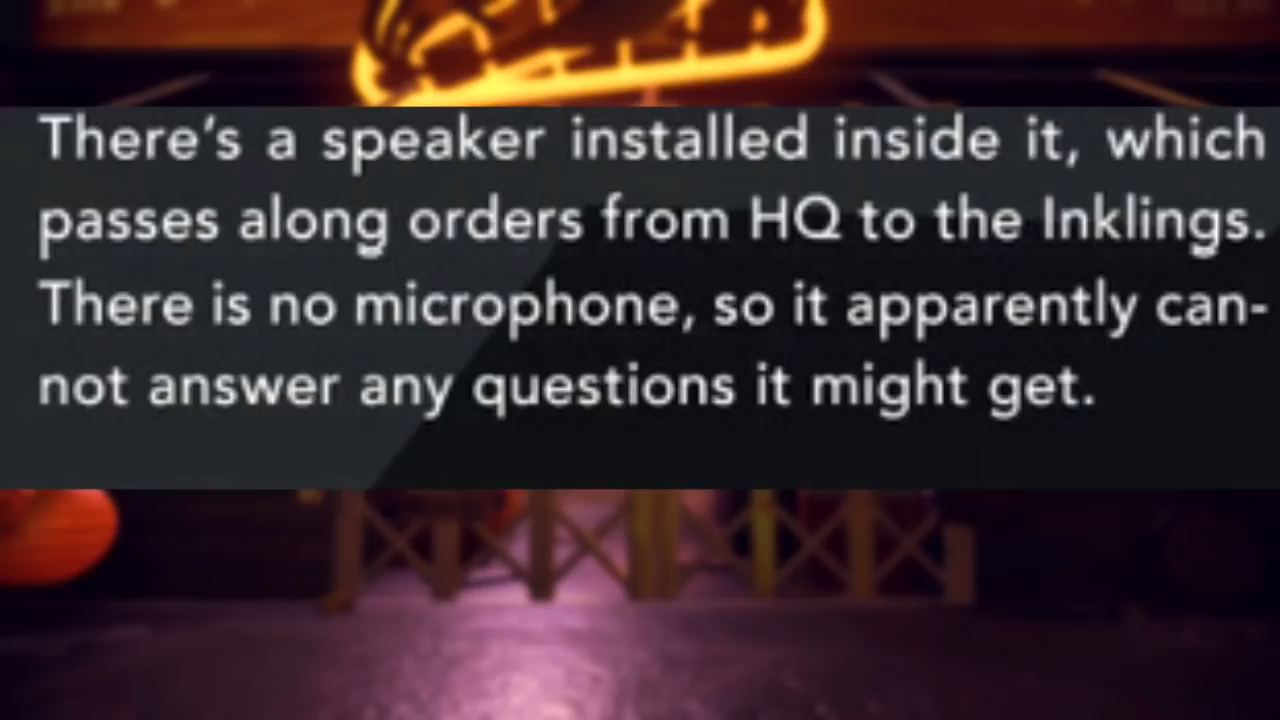 There's a speaker installed inside it, which
passes along orders from HQ to the Inklings.
There is no microphone, so it apparently can-
not answer any questions it might get.